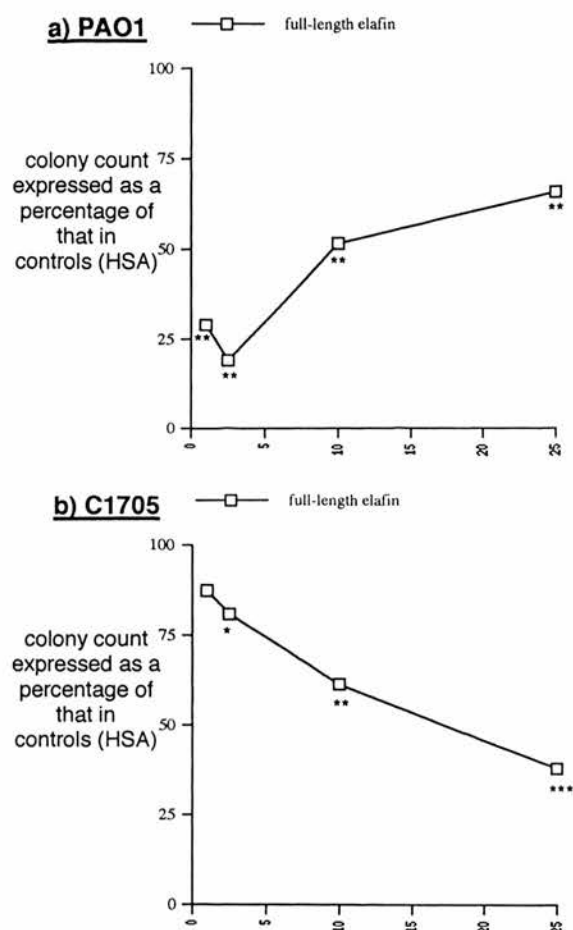 a) PAO1
full-length elafin
100
75
50
25
0
colony count
expressed as a
percentage of
that in
controls (HSA)
**
**
**
**
0 5 10 15 20 25
b) C1705
full-length elafin
100
75
50
25
0
colony count
expressed as a
percentage of
that in
controls (HSA)
*
**
***
0 5 10 15 20 25